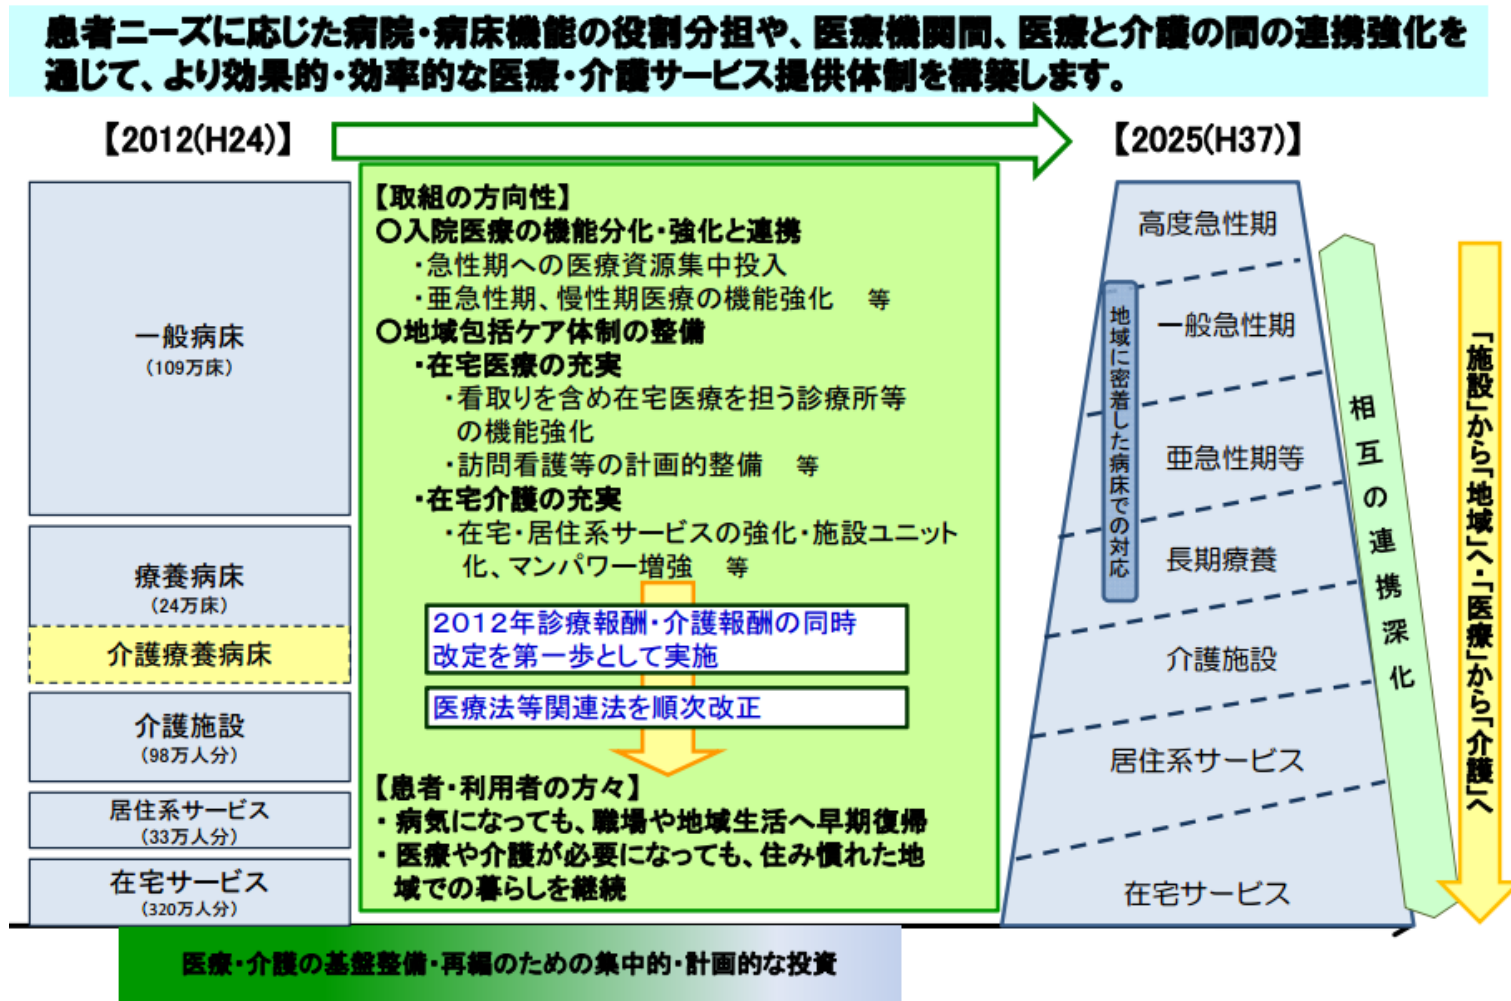 患者ニーズに応じた病院・病床機能の役割分担や、医療機関間、医療と介護の間の連携強化を
通じて、より効果的・効率的な医療・介護サービス提供体制を構築します。
【2012(H24)】
【2025(H37)】
一般病床
（109万床）
療養病床
（24万床）
介護療養病床
介護施設
（98万人分）
居住系サービス
（33万人分）
在宅サービス
（320万人分）
【取組の方向性】
○入院医療の機能分化・強化と連携
・急性期への医療資源集中投入
・亜急性期、慢性期医療の機能強化　等
○地域包括ケア体制の整備
・在宅医療の充実
・看取りを含め在宅医療を担う診療所等
の機能強化
・訪問看護等の計画的整備　等
・在宅介護の充実
・在宅・居住系サービスの強化・施設ユニット
化、マンパワー増強　等
２０１２年診療報酬・介護報酬の同時
改定を第一歩として実施
医療法等関連法を順次改正
【患者・利用者の方々】
・ 病気になっても、職場や地域生活へ早期復帰
・ 医療や介護が必要になっても、住み慣れた地
域での暮らしを継続
高度急性期
一般急性期
亜急性期等
長期療養
介護施設
居住系サービス
在宅サービス
地域に密着した病床での対応
相互の連携深化
「施設」から「地域」へ・「医療」から「介護」へ
医療・介護の基盤整備・再編のための集中的・計画的な投資